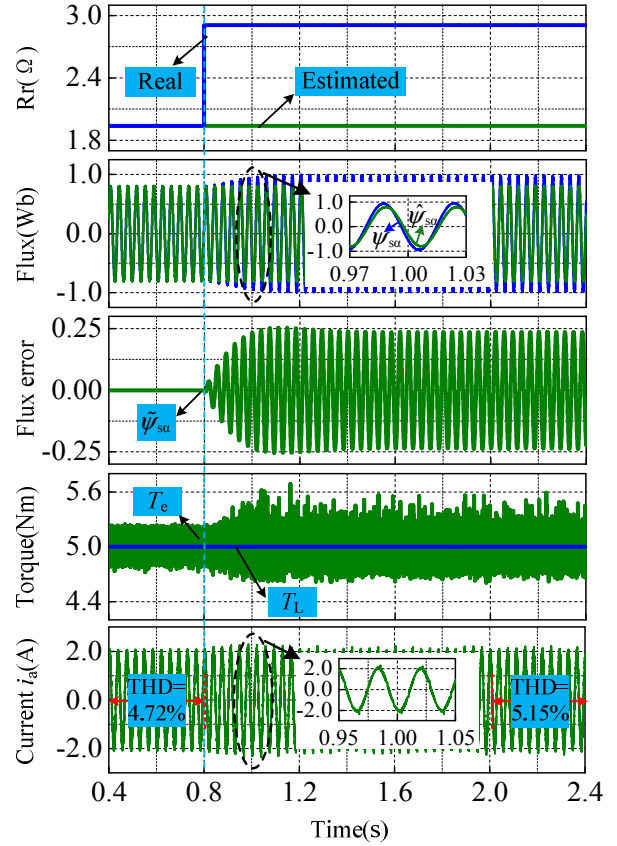 Rr(Ω)
3.0
2.4
1.8
Real
Estimated
Flux(Wb)
1.0
0.0
-1.0
1.0
0.0
-1.0
ψsα
ψ̂sα
0.97 1.00 1.03
Flux error
0.25
0.00
-0.25
ψ̃sα
Torque(Nm)
5.6
5.0
4.4
Te
TL
Current ia(A)
2.0
0.0
-2.0
THD=
4.72%
2.0
0.0
-2.0
0.95 1.00 1.05
THD=
5.15%
0.4 0.8 1.2 1.6 2.0 2.4
Time(s)